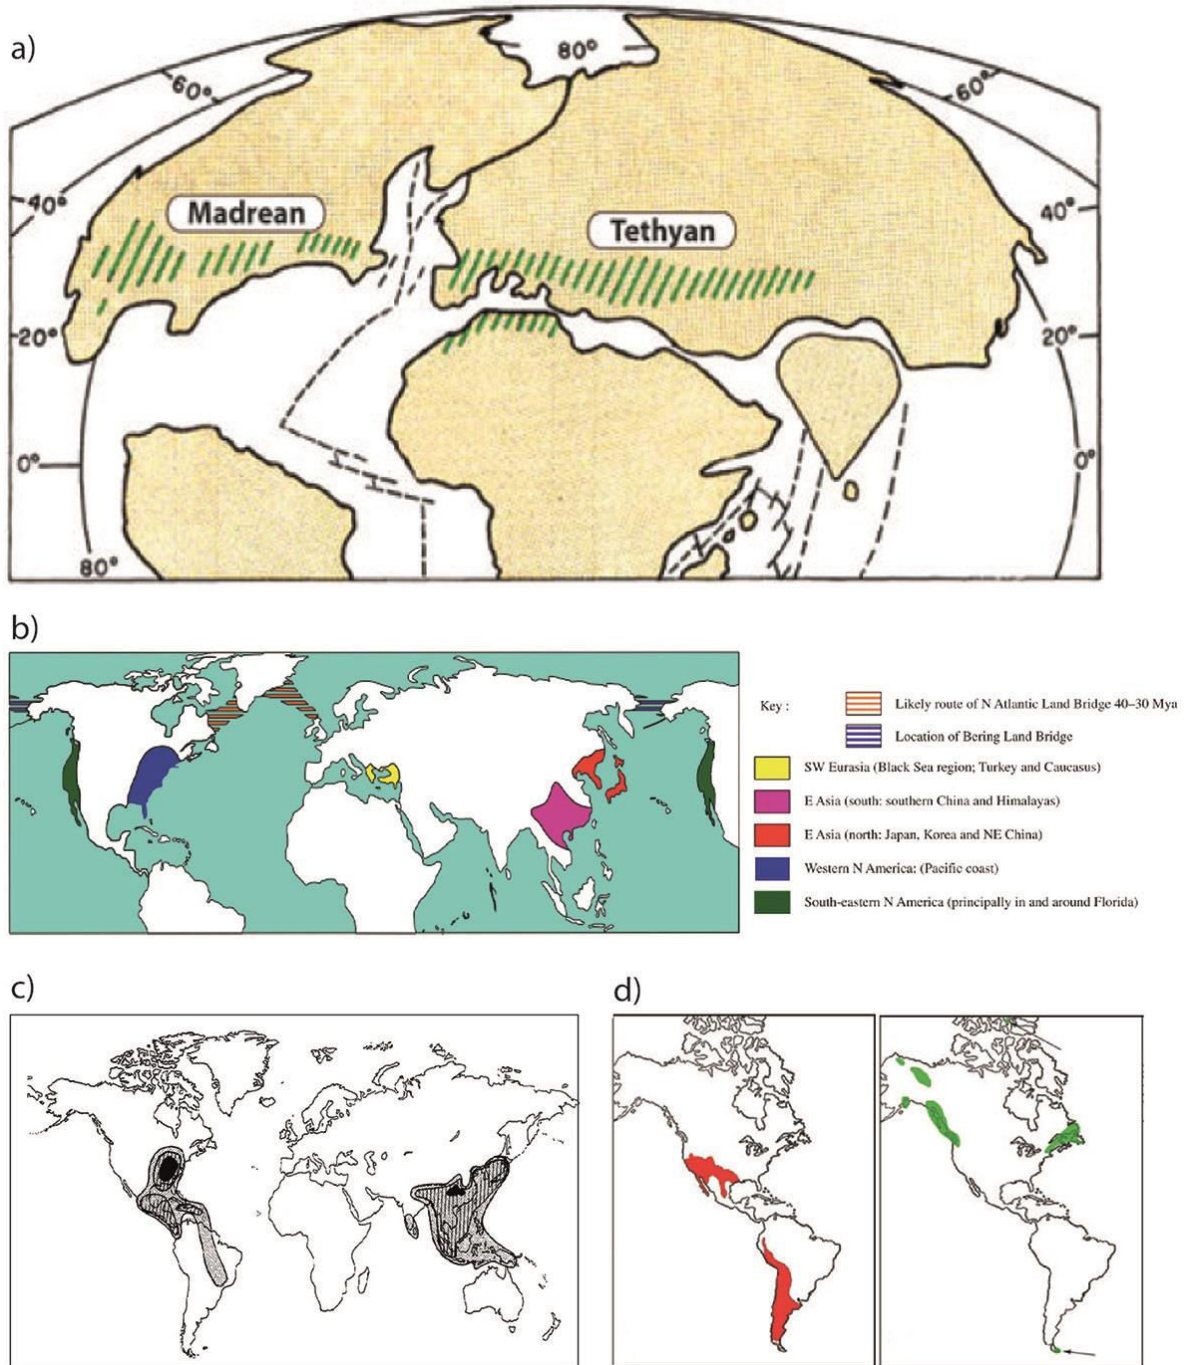 a)
80°
60°
60°
40°
40°
Madrean
Tethyan
20°
20°
0°
0°
80°
b)
Key :
Likely route of N Atlantic Land Bridge 40–30 Mya
Location of Bering Land Bridge
SW Eurasia (Black Sea region; Turkey and Caucasus)
E Asia (south: southern China and Himalayas)
E Asia (north: Japan, Korea and NE China)
Western N America: (Pacific coast)
South-eastern N America (principally in and around Florida)
c)
d)